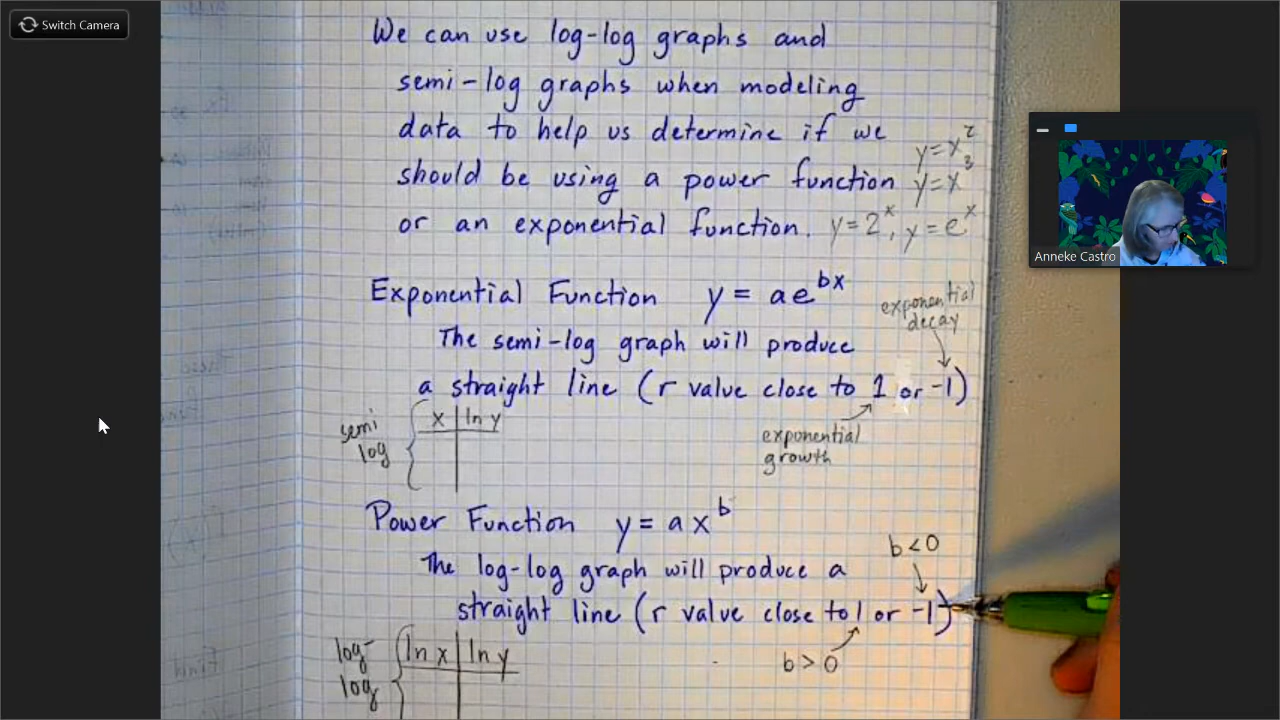 Switch Camera
We can use log-log graphs and
semi-log graphs when modeling
data to help us determine if we
y=x²
should be using a power function y=x³
or an exponential function. y=2ˣ, y=eˣ
Anneke Castro
Exponential Function y = ae^bx
exponential
decay
The semi-log graph will produce
a straight line (r value close to 1 or -1)
x ln y
semi
log
exponential
growth
Power Function y = a x^b
b<0
The log-log graph will produce a
straight line (r value close to 1 or -1)
log-
log
ln x ln y
b > 0